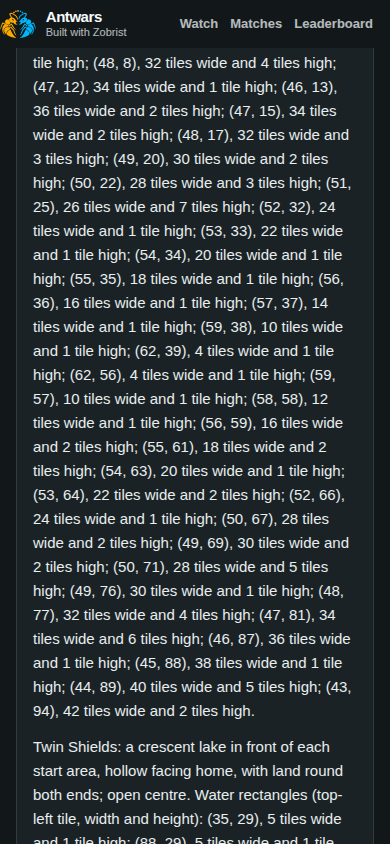 Antwars
Built with Zobrist
Watch Matches Leaderboard
tile high; (48, 8), 32 tiles wide and 4 tiles high;
(47, 12), 34 tiles wide and 1 tile high; (46, 13),
36 tiles wide and 2 tiles high; (47, 15), 34 tiles
wide and 2 tiles high; (48, 17), 32 tiles wide and
3 tiles high; (49, 20), 30 tiles wide and 2 tiles
high; (50, 22), 28 tiles wide and 3 tiles high; (51,
25), 26 tiles wide and 7 tiles high; (52, 32), 24
tiles wide and 1 tile high; (53, 33), 22 tiles wide
and 1 tile high; (54, 34), 20 tiles wide and 1 tile
high; (55, 35), 18 tiles wide and 1 tile high; (56,
36), 16 tiles wide and 1 tile high; (57, 37), 14
tiles wide and 1 tile high; (59, 38), 10 tiles wide
and 1 tile high; (62, 39), 4 tiles wide and 1 tile
high; (62, 56), 4 tiles wide and 1 tile high; (59,
57), 10 tiles wide and 1 tile high; (58, 58), 12
tiles wide and 1 tile high; (56, 59), 16 tiles wide
and 2 tiles high; (55, 61), 18 tiles wide and 2
tiles high; (54, 63), 20 tiles wide and 1 tile high;
(53, 64), 22 tiles wide and 2 tiles high; (52, 66),
24 tiles wide and 1 tile high; (50, 67), 28 tiles
wide and 2 tiles high; (49, 69), 30 tiles wide and
2 tiles high; (50, 71), 28 tiles wide and 5 tiles
high; (49, 76), 30 tiles wide and 1 tile high; (48,
77), 32 tiles wide and 4 tiles high; (47, 81), 34
tiles wide and 6 tiles high; (46, 87), 36 tiles wide
and 1 tile high; (45, 88), 38 tiles wide and 1 tile
high; (44, 89), 40 tiles wide and 5 tiles high; (43,
94), 42 tiles wide and 2 tiles high.
Twin Shields: a crescent lake in front of each
start area, hollow facing home, with land round
both ends; open centre. Water rectangles (top-
left tile, width and height): (35, 29), 5 tiles wide
and 1 tile high; (88, 29), 5 tiles wide and 1 tile